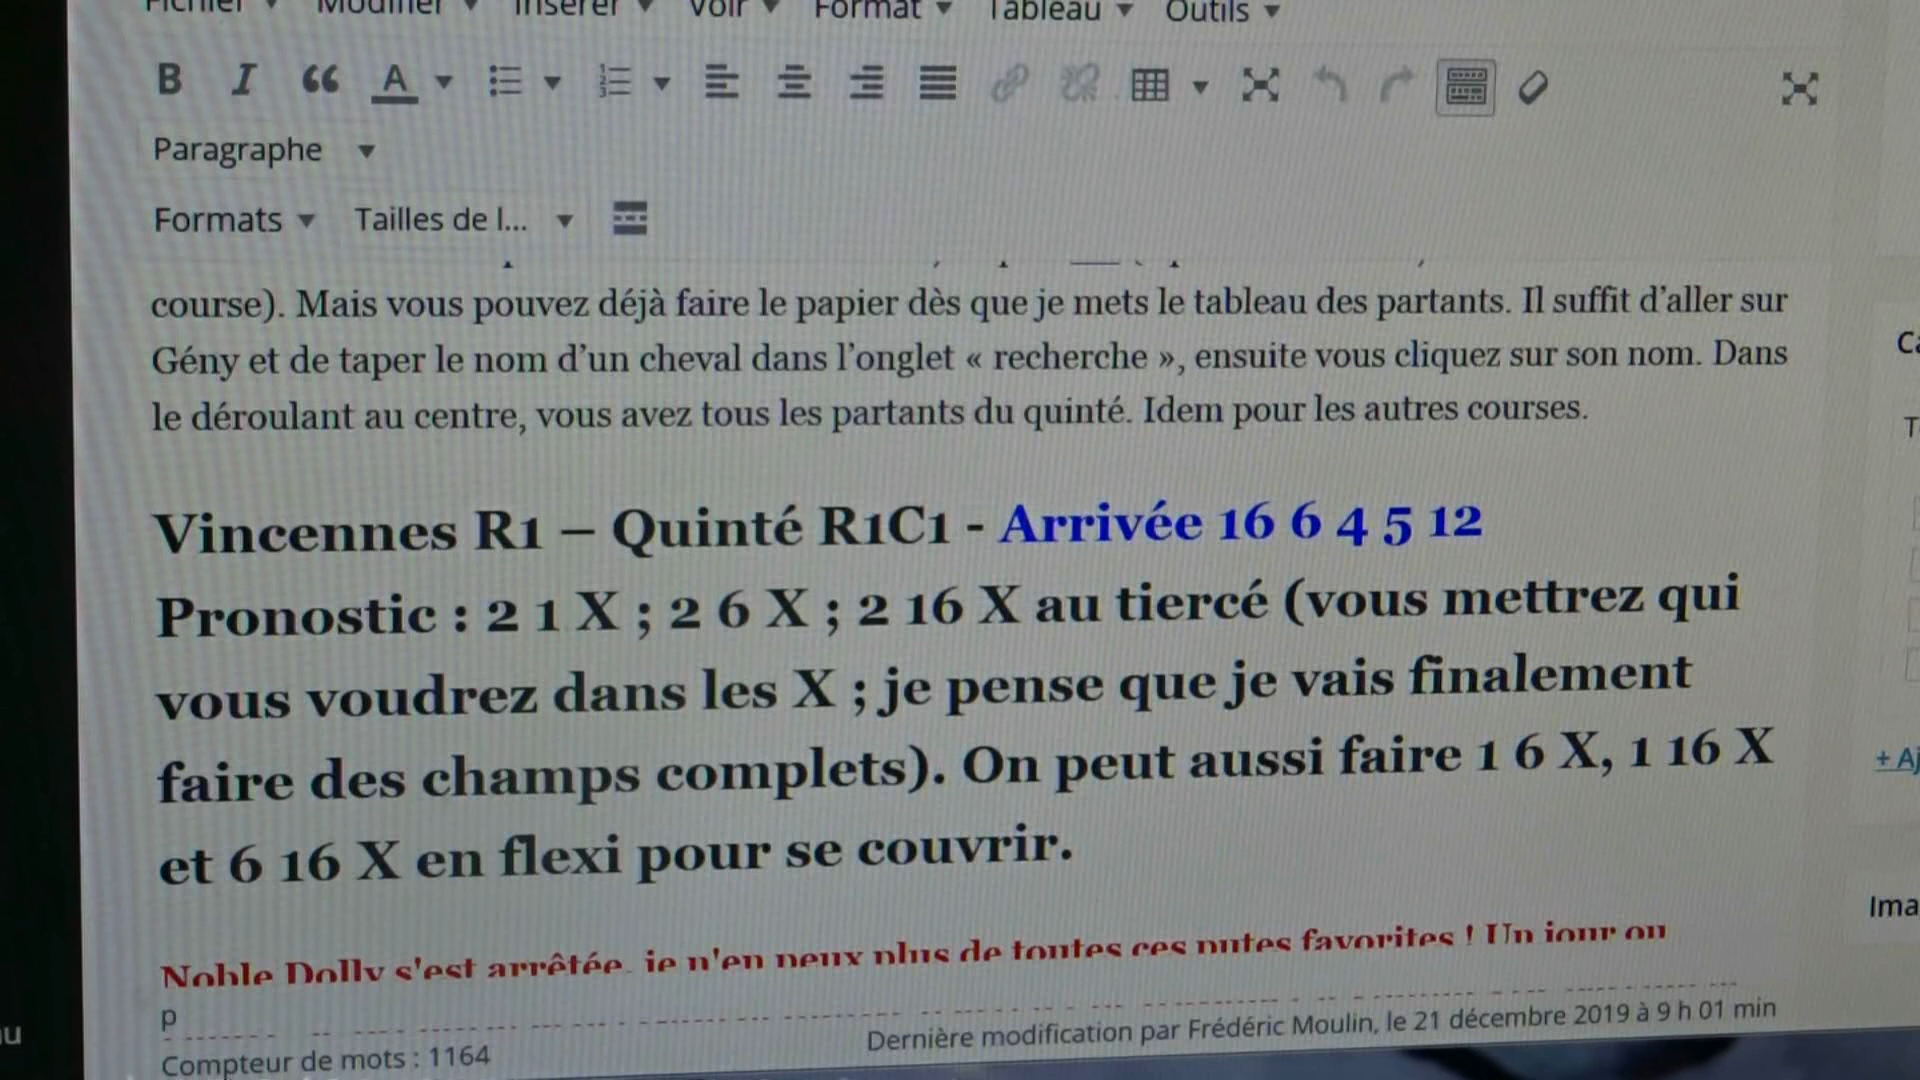 Fichier Modifier Insérer Voir Format Tableau Outils
B I A
Paragraphe
Formats Tailles de l...
course). Mais vous pouvez déjà faire le papier dès que je mets le tableau des partants. Il suffit d’aller sur
Gény et de taper le nom d’un cheval dans l’onglet « recherche », ensuite vous cliquez sur son nom. Dans
le déroulant au centre, vous avez tous les partants du quinté. Idem pour les autres courses.
Vincennes R1 – Quinté R1C1 - Arrivée 16 6 4 5 12
Pronostic : 2 1 X ; 2 6 X ; 2 16 X au tiercé (vous mettrez qui
vous voudrez dans les X ; je pense que je vais finalement
faire des champs complets). On peut aussi faire 1 6 X, 1 16 X
et 6 16 X en flexi pour se couvrir.
Noble Dolly s'est arrêtée, je n'en peux plus de toutes ces putes favorites ! Un jour on
p
Compteur de mots : 1164
Dernière modification par Frédéric Moulin, le 21 décembre 2019 à 9 h 01 min
+ Aj
Ima